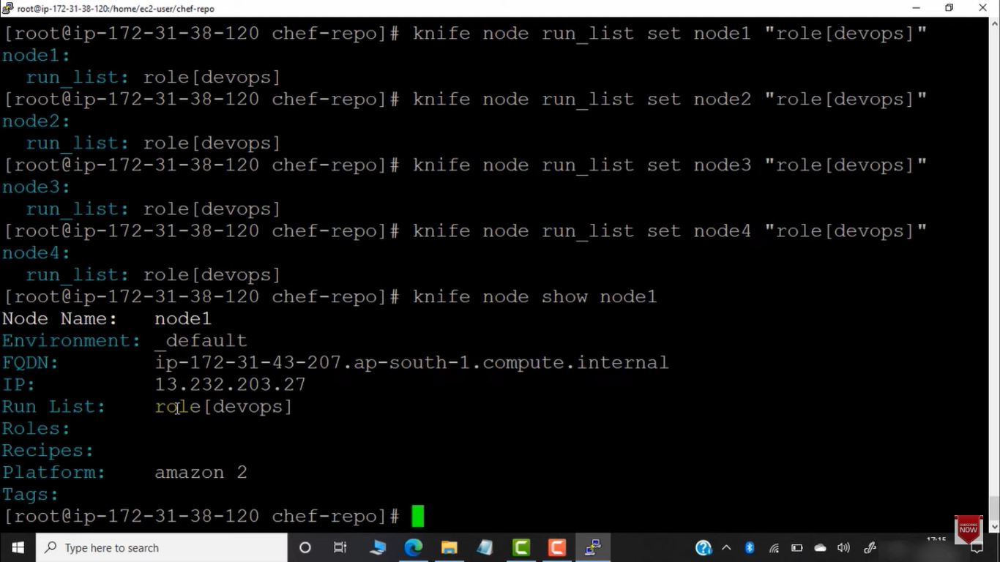 root@ip-172-31-38-120:/home/ec2-user/chef-repo
[root@ip-172-31-38-120 chef-repo]# knife node run_list set node1 "role[devops]"
node1:
  run_list: role[devops]
[root@ip-172-31-38-120 chef-repo]# knife node run_list set node2 "role[devops]"
node2:
  run_list: role[devops]
[root@ip-172-31-38-120 chef-repo]# knife node run_list set node3 "role[devops]"
node3:
  run_list: role[devops]
[root@ip-172-31-38-120 chef-repo]# knife node run_list set node4 "role[devops]"
node4:
  run_list: role[devops]
[root@ip-172-31-38-120 chef-repo]# knife node show node1
Node Name:   node1
Environment: _default
FQDN:        ip-172-31-43-207.ap-south-1.compute.internal
IP:          13.232.203.27
Run List:    role[devops]
Roles:
Recipes:
Platform:    amazon 2
Tags:
[root@ip-172-31-38-120 chef-repo]#
SUBSCRIBE
NOW
Type here to search
17:15